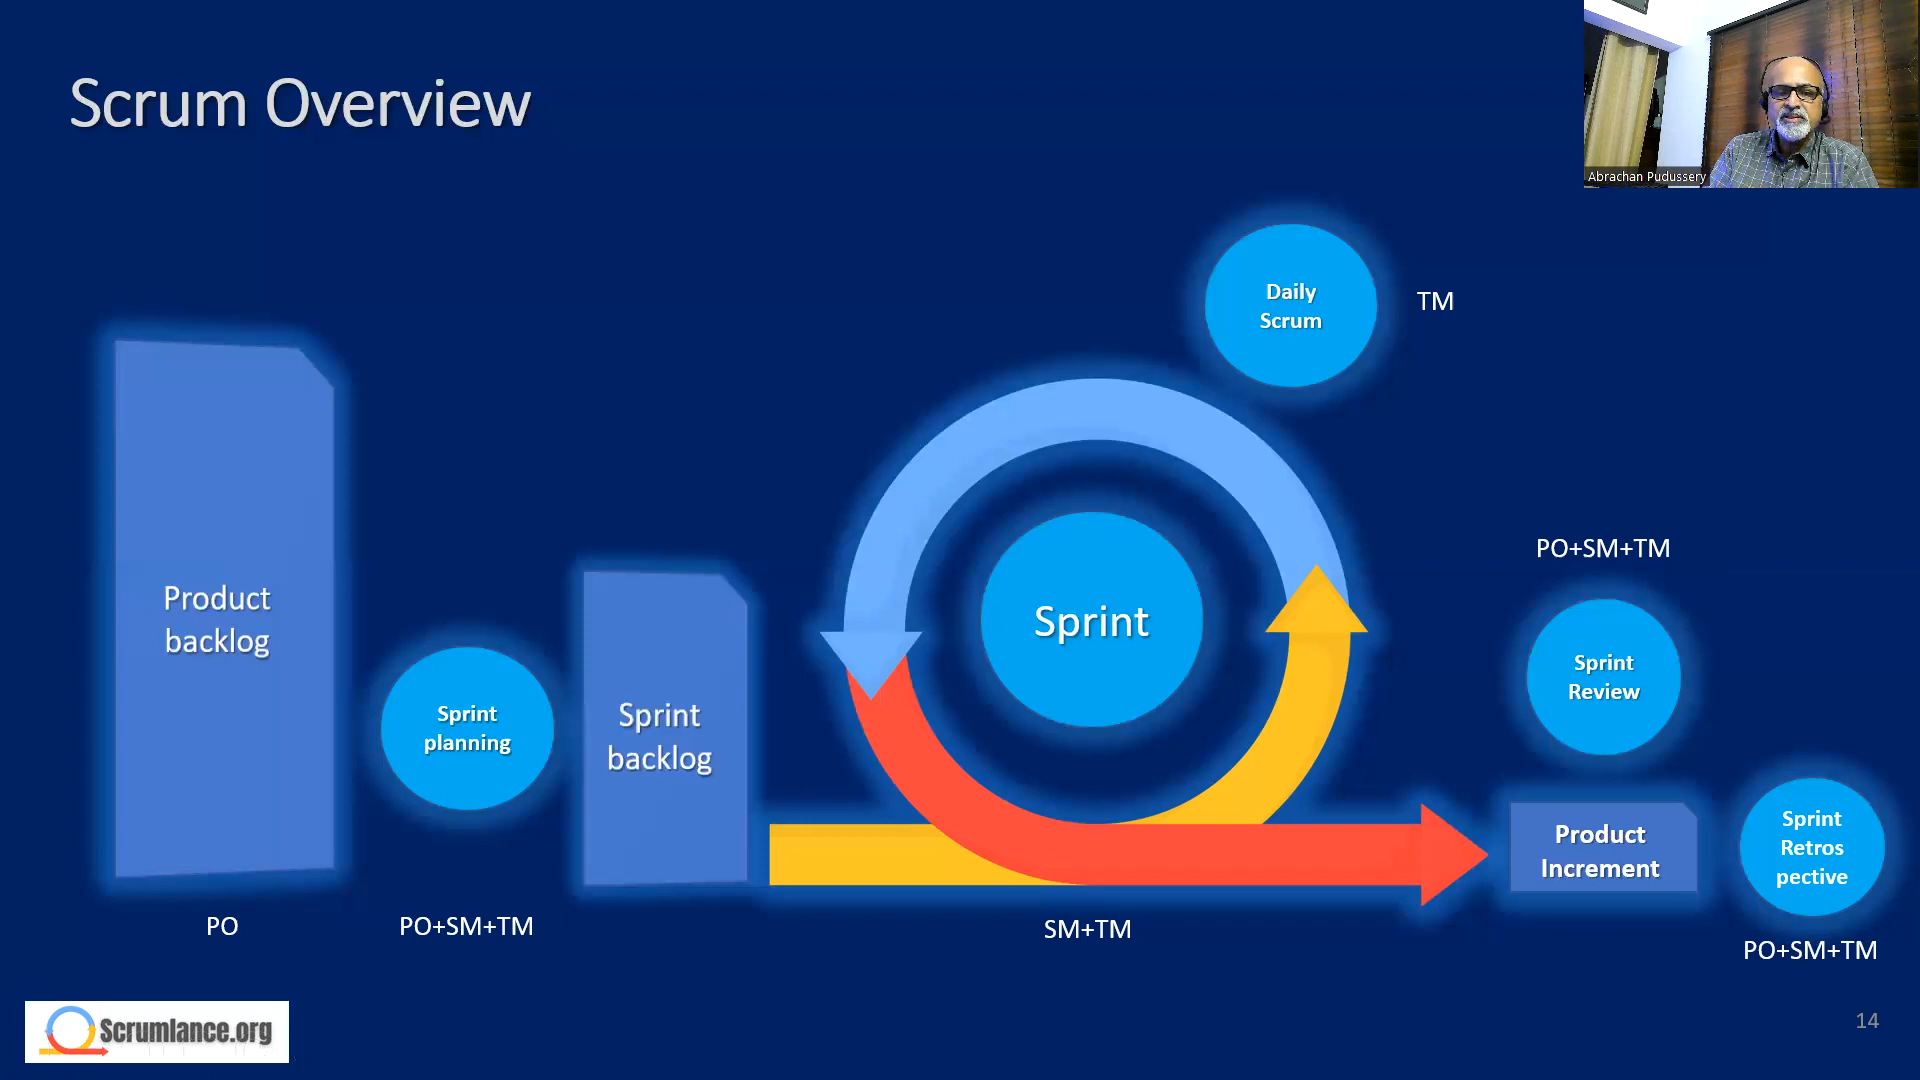 Scrum Overview
Abrachan Pudussery
Daily
Scrum
TM
Product
backlog
PO
Sprint
planning
PO+SM+TM
Sprint
backlog
Sprint
SM+TM
PO+SM+TM
Sprint
Review
Product
Increment
Sprint
Retros
pective
PO+SM+TM
Scrumlance.org
14